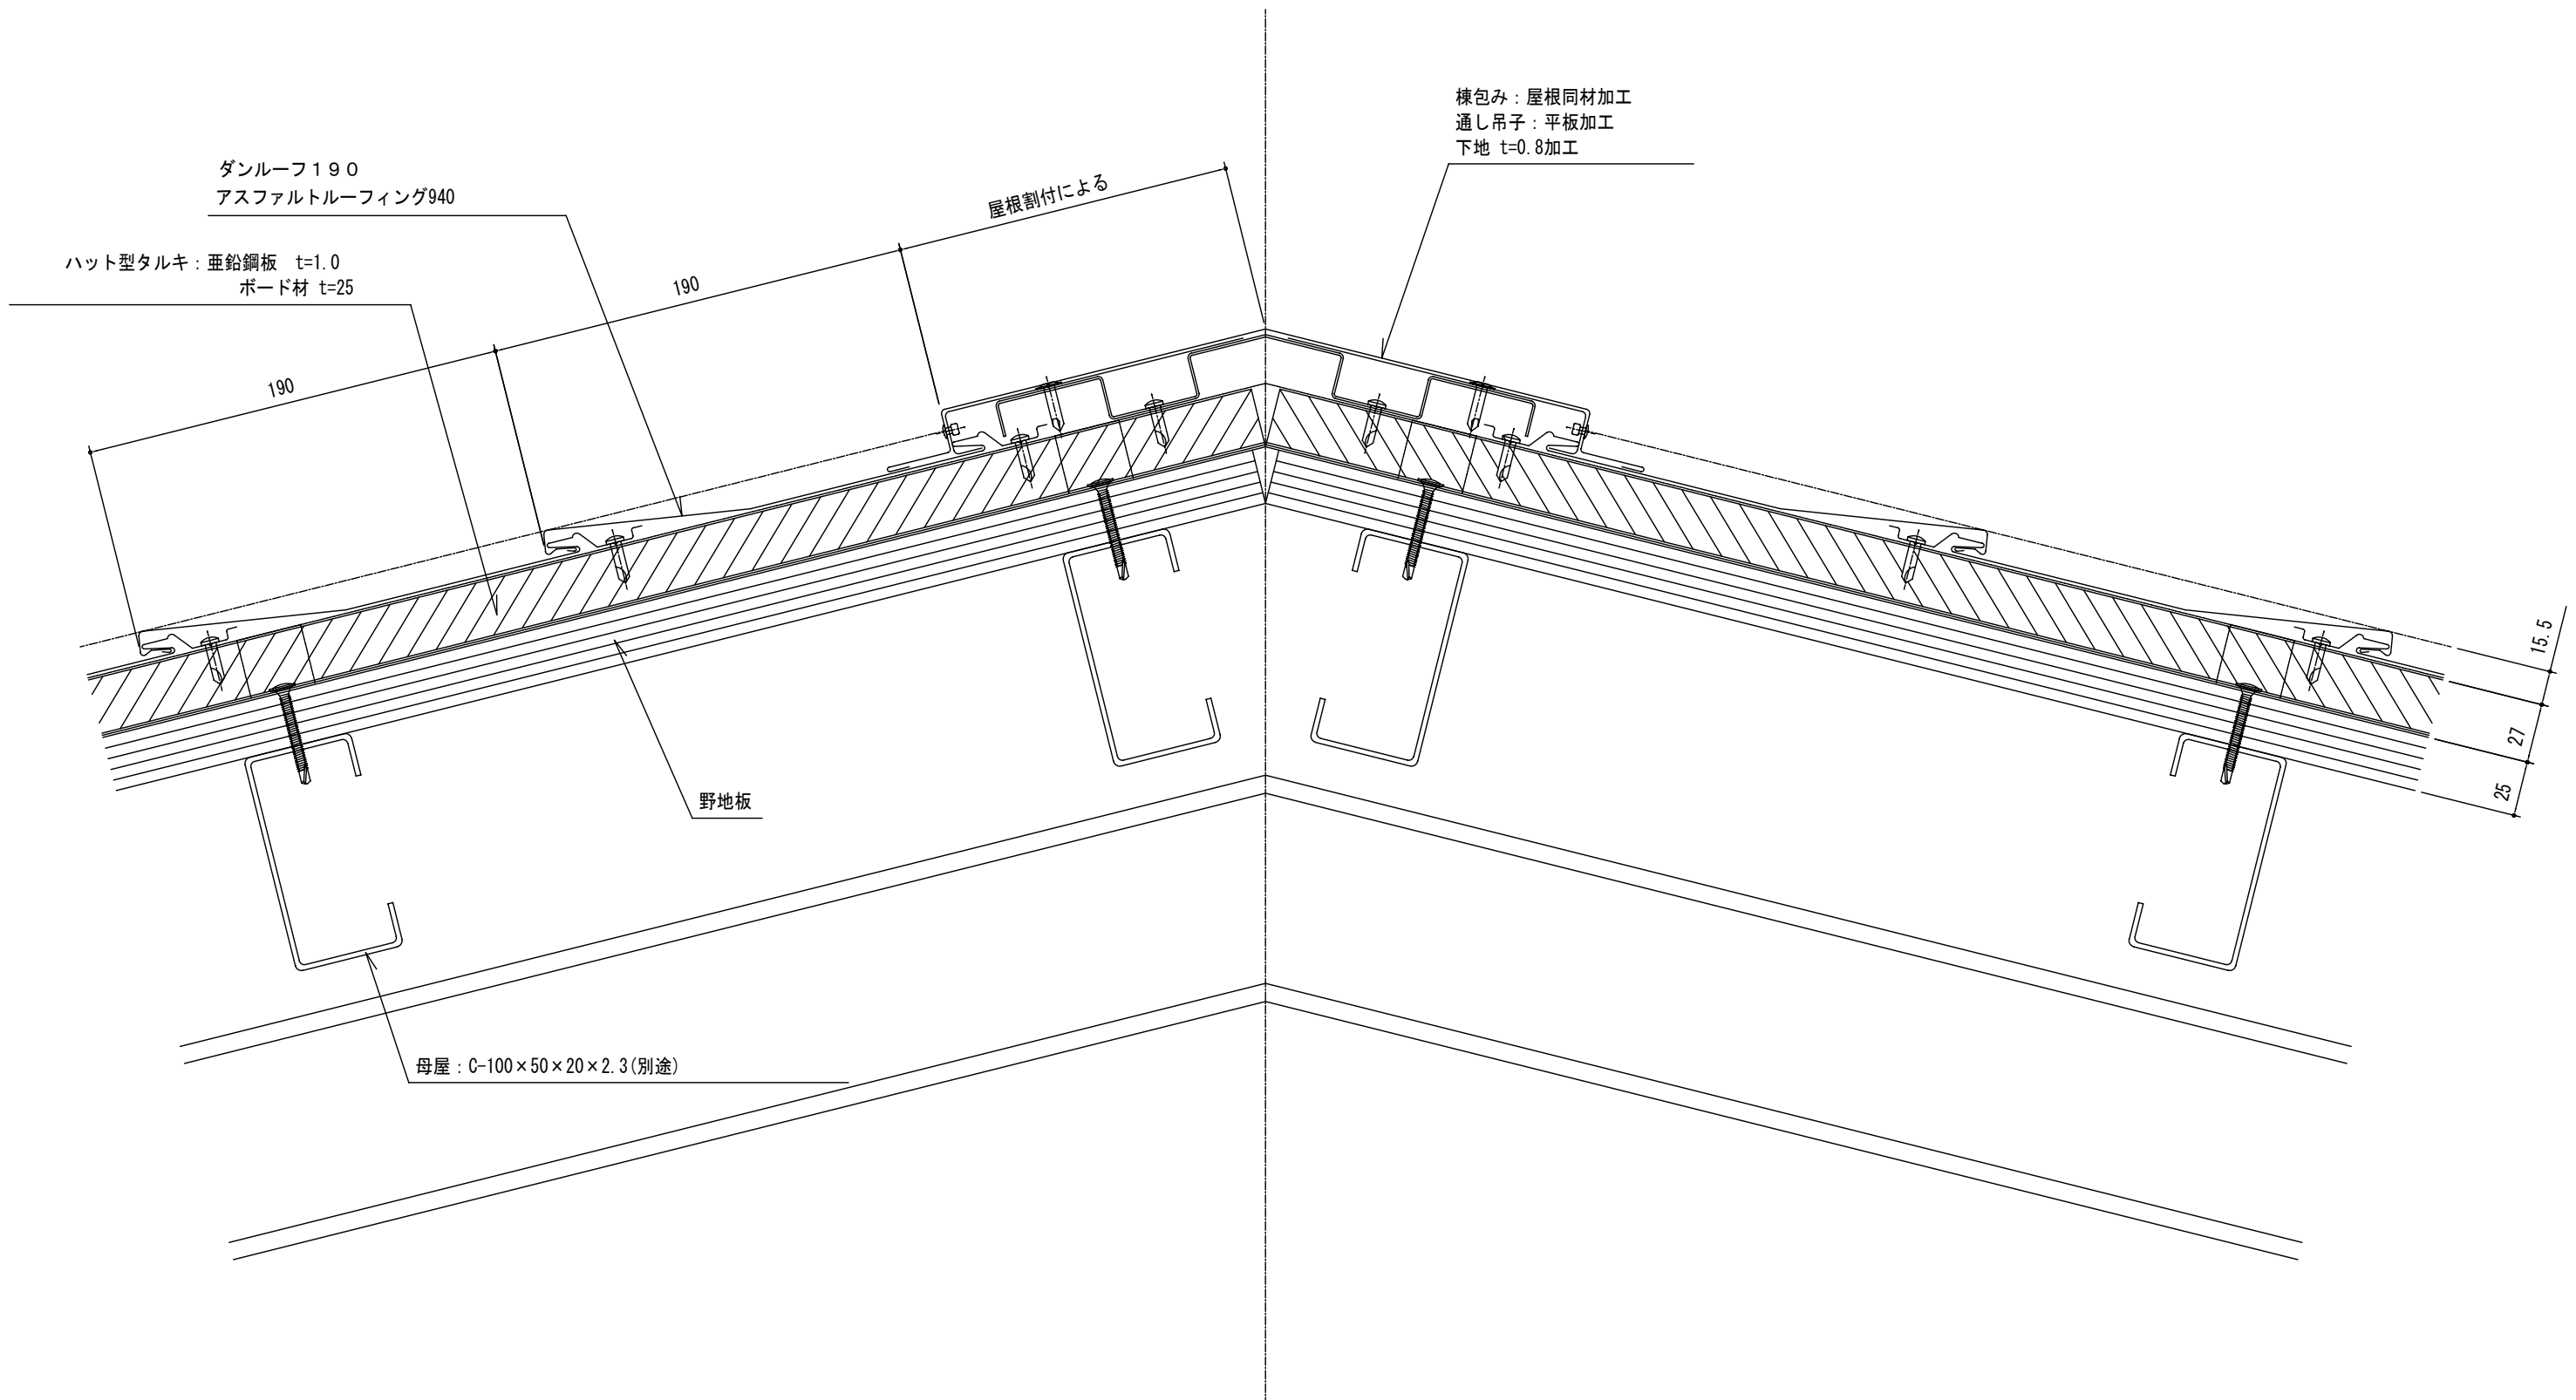 棟包み：屋根同材加工
通し吊子：平板加工
下地 t=0.8加工
ダンルーフ１９０
アスファルトルーフィング940
屋根割付による
ハット型タルキ：亜鉛鋼板　t=1.0
ボード材 t=25
190
190
15.5
27
25
野地板
母屋：C-100×50×20×2.3(別途)